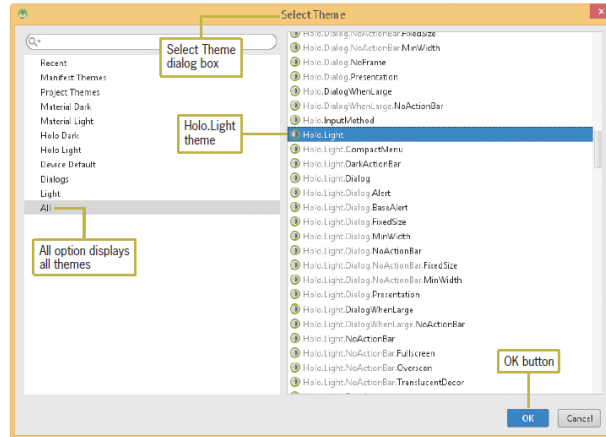 Select Theme
Select Theme
dialog box
Recent
Manifest Themes
Project Themes
Material Dark
Material Light
Holo Dark
Holo Light
Device Default
Dialogs
Light
All
All option displays
all themes
Holo.Light
theme
Holo.Dialog.NoActionBar.FixedSize
Holo.Dialog.NoActionBar.MinWidth
Holo.Dialog.NoFrame
Holo.Dialog.Presentation
Holo.DialogWhenLarge
Holo.DialogWhenLarge.NoActionBar
Holo.InputMethod
Holo.Light
Holo.Light.CompactMenu
Holo.Light.DarkActionBar
Holo.Light.Dialog
Holo.Light.Dialog.Alert
Holo.Light.Dialog.BaseAlert
Holo.Light.Dialog.FixedSize
Holo.Light.Dialog.MinWidth
Holo.Light.Dialog.NoActionBar
Holo.Light.Dialog.NoActionBar.FixedSize
Holo.Light.Dialog.NoActionBar.MinWidth
Holo.Light.Dialog.Presentation
Holo.Light.DialogWhenLarge
Holo.Light.DialogWhenLarge.NoActionBar
Holo.Light.NoActionBar
Holo.Light.NoActionBar.Fullscreen
Holo.Light.NoActionBar.Overscan
Holo.Light.NoActionBar.TranslucentDecor
OK button
OK
Cancel